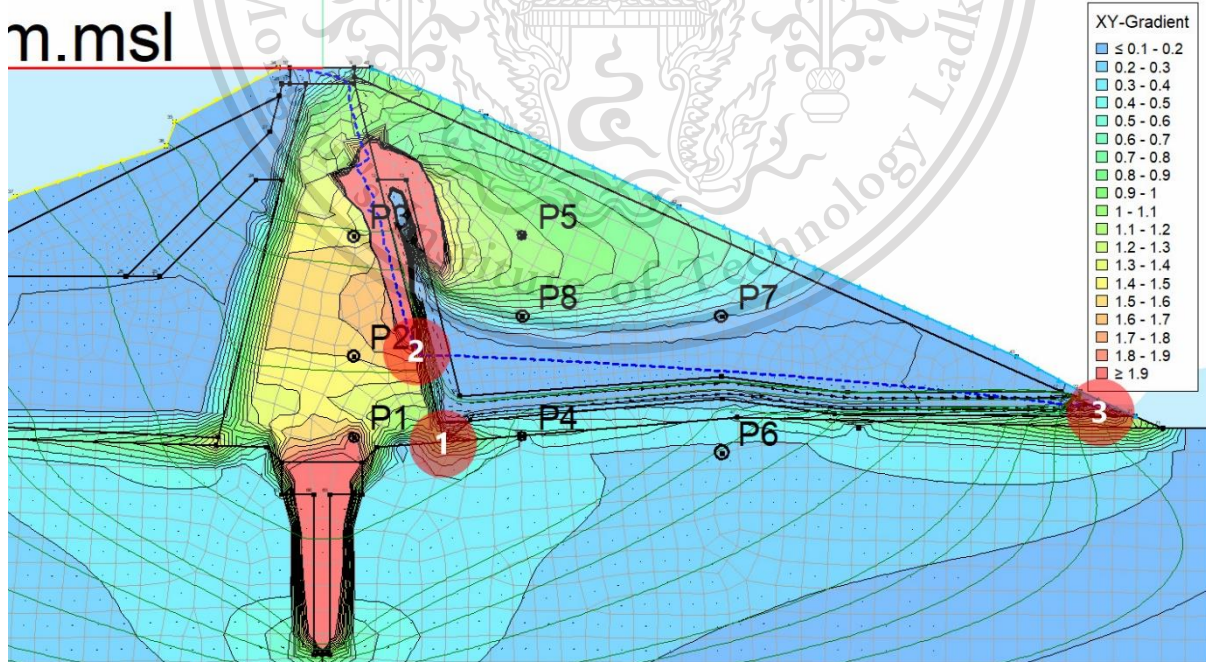 m.msl
XY-Gradient
≤ 0.1 - 0.2
0.2 - 0.3
0.3 - 0.4
0.4 - 0.5
0.5 - 0.6
0.6 - 0.7
0.7 - 0.8
0.8 - 0.9
0.9 - 1
1 - 1.1
1.1 - 1.2
1.2 - 1.3
1.3 - 1.4
1.4 - 1.5
1.5 - 1.6
1.6 - 1.7
1.7 - 1.8
1.8 - 1.9
≥ 1.9
P3
P5
P8
P7
P2
2
P1
1
P4
P6
3
Institute of Technology Ladk